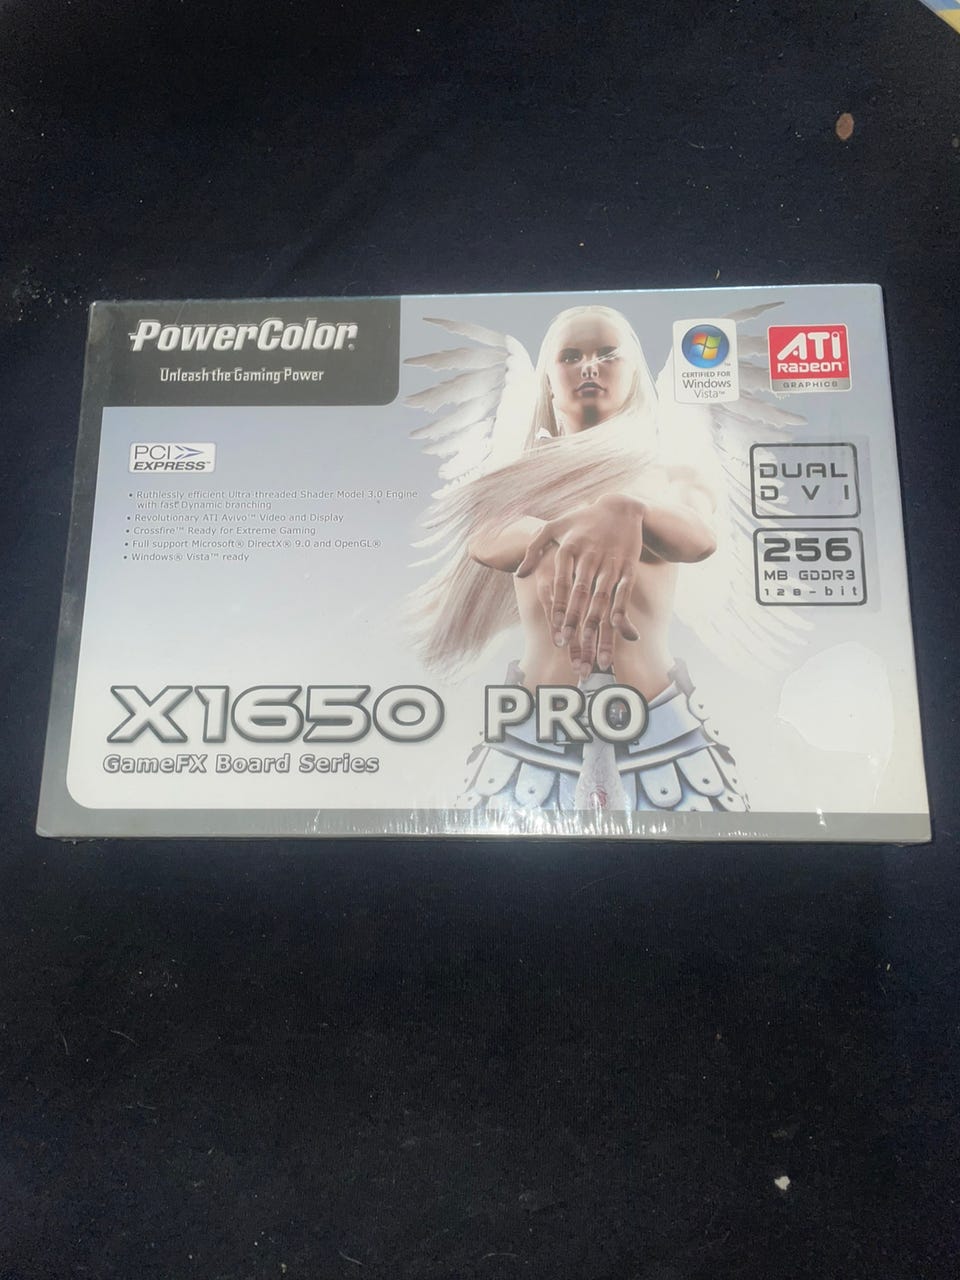 PowerColor®
Unleash the Gaming Power
CERTIFIED FOR
Windows
Vista™
ATI
RADEON™
GRAPHICS
PCI
EXPRESS™
• Ruthlessly efficient Ultra-threaded Shader Model 3.0 Engine
with fast Dynamic branching
• Revolutionary ATI Avivo™ Video and Display
• Crossfire™ Ready for Extreme Gaming
• Full support Microsoft® DirectX® 9.0 and OpenGL®
• Windows® Vista™ ready
DUAL
DVI
256
MB GDDR3
128-bit
X1650 PRO
GameFX Board Series